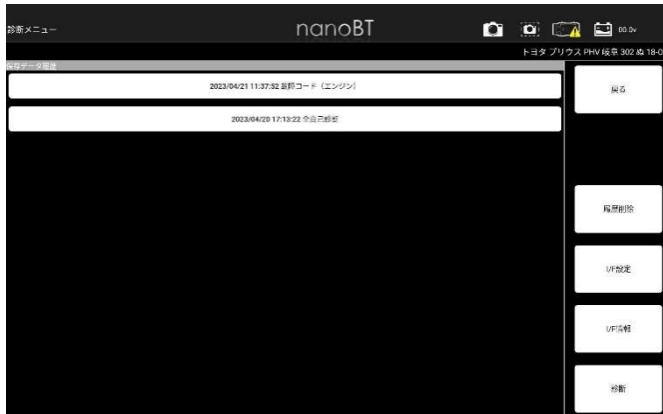 診断メニュー
nanoBT
00.0v
トヨタ プリウス PHV 岐阜 302 ぬ 18-0
保存データ履歴
2023/04/21 11:37:52 故障コード（エンジン）
2023/04/20 17:13:22 全自己診断
戻る
履歴削除
I/F設定
I/F情報
診断